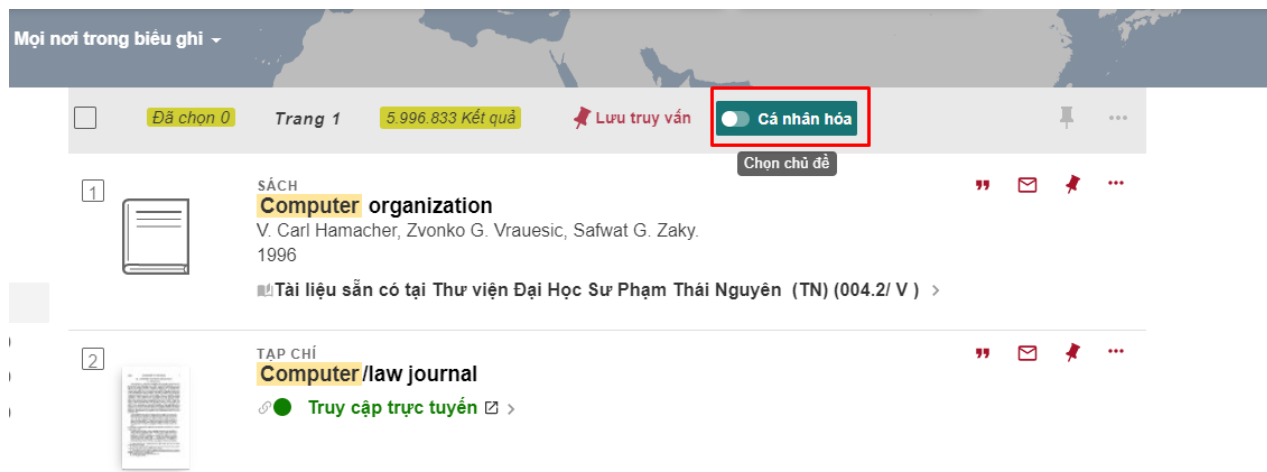 Mọi nơi trong biểu ghi
Đã chọn 0 Trang 1 5.996.833 Kết quả Lưu truy vấn Cá nhân hóa
Chọn chủ đề
1
SÁCH
Computer organization
V. Carl Hamacher, Zvonko G. Vrauesic, Safwat G. Zaky.
1996
Tài liệu sẵn có tại Thư viện Đại Học Sư Phạm Thái Nguyên (TN) (004.2/ V )
2
TẠP CHÍ
Computer/law journal
Truy cập trực tuyến